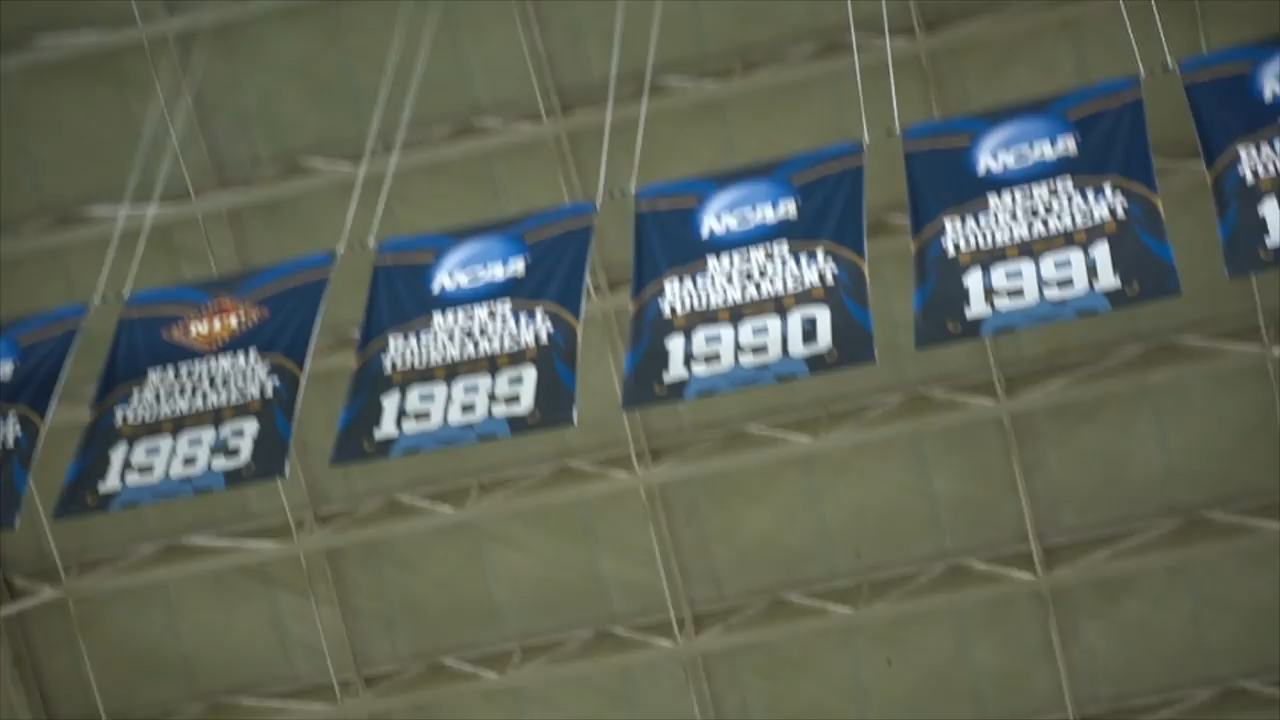 NIT
NATIONAL
INVITATION
TOURNAMENT
1983
NCAA
MEN'S
BASKETBALL
TOURNAMENT
1989
NCAA
MEN'S
BASKETBALL
TOURNAMENT
1990
NCAA
MEN'S
BASKETBALL
TOURNAMENT
1991